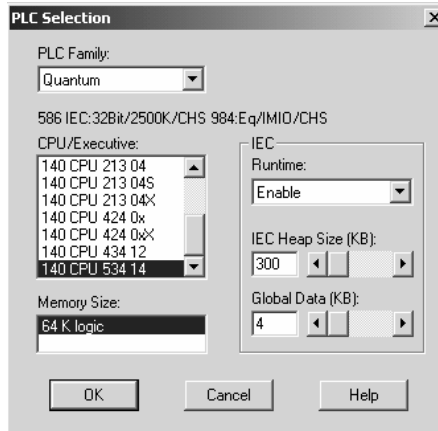 PLC Selection
PLC Family:
Quantum
586 IEC:32Bit/2500K/CHS 984:Eq/IMIO/CHS
CPU/Executive:
140 CPU 213 04
140 CPU 213 04S
140 CPU 213 04X
140 CPU 424 0x
140 CPU 424 0xX
140 CPU 434 12
140 CPU 534 14
Memory Size:
64 K logic
IEC
Runtime:
Enable
IEC Heap Size (KB):
300
Global Data (KB):
4
OK
Cancel
Help